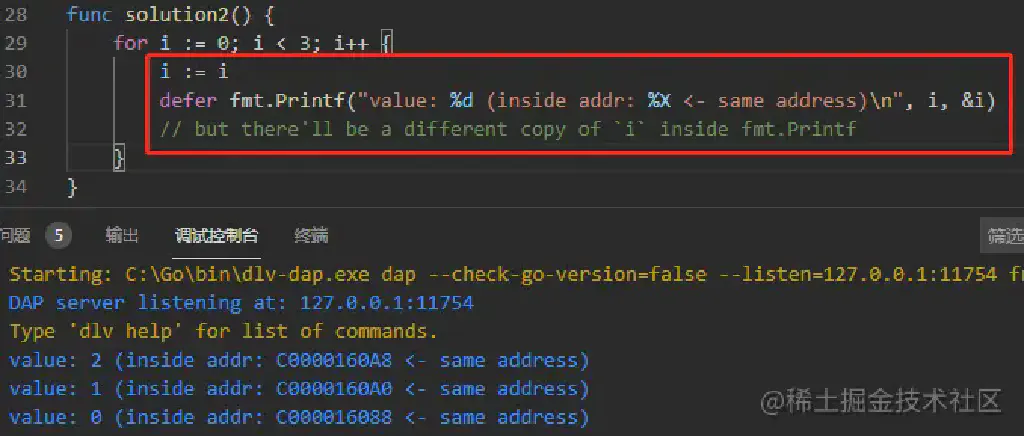 28 func solution2() {
29 for i := 0; i < 3; i++ {
30 i := i
31 defer fmt.Printf("value: %d (inside addr: %X <- same address)\n", i, &i)
32 // but there'll be a different copy of `i` inside fmt.Printf
33 }
34 }
问题 5 输出 调试控制台 终端 筛选
Starting: C:\Go\bin\dlv-dap.exe dap --check-go-version=false --listen=127.0.0.1:11754 fr
DAP server listening at: 127.0.0.1:11754
Type 'dlv help' for list of commands.
value: 2 (inside addr: C0000160A8 <- same address)
value: 1 (inside addr: C0000160A0 <- same address)
value: 0 (inside addr: C000016088 <- same address)
@稀土掘金技术社区